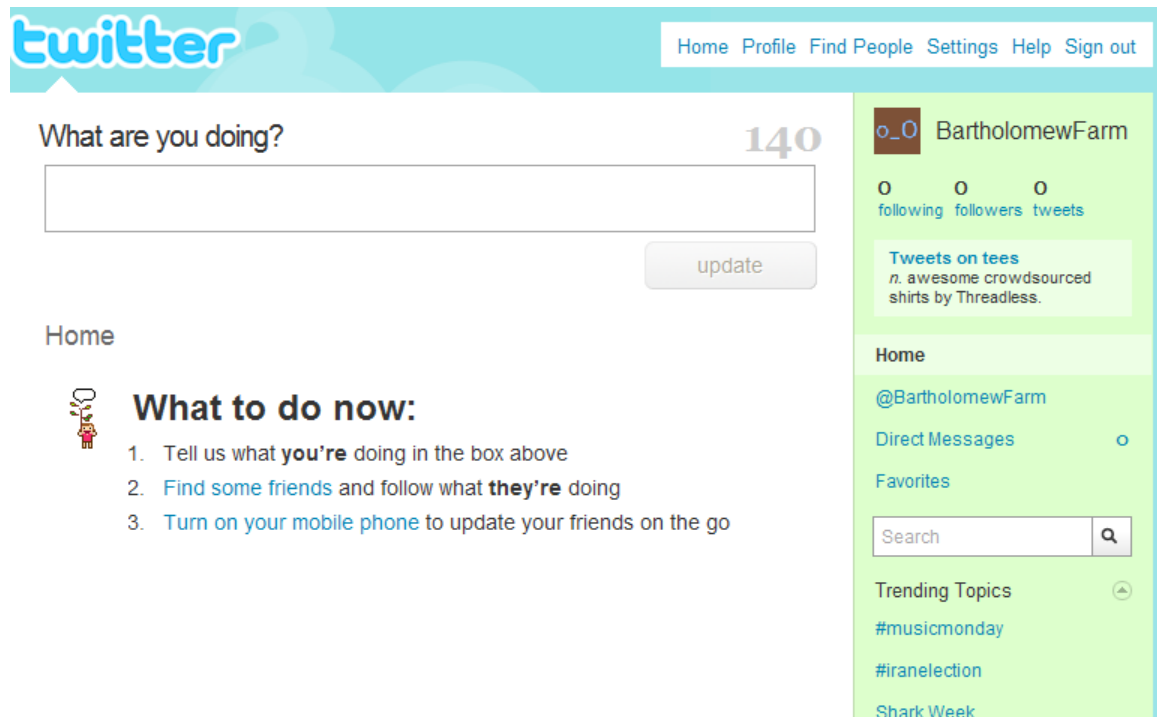 twitter
Home Profile Find People Settings Help Sign out
What are you doing?
140
update
Home
What to do now:
1. Tell us what you're doing in the box above
2. Find some friends and follow what they're doing
3. Turn on your mobile phone to update your friends on the go
o_O BartholomewFarm
0 0 0
following followers tweets
Tweets on tees
n. awesome crowdsourced
shirts by Threadless.
Home
@BartholomewFarm
Direct Messages 0
Favorites
Search
Trending Topics
#musicmonday
#iranelection
Shark Week